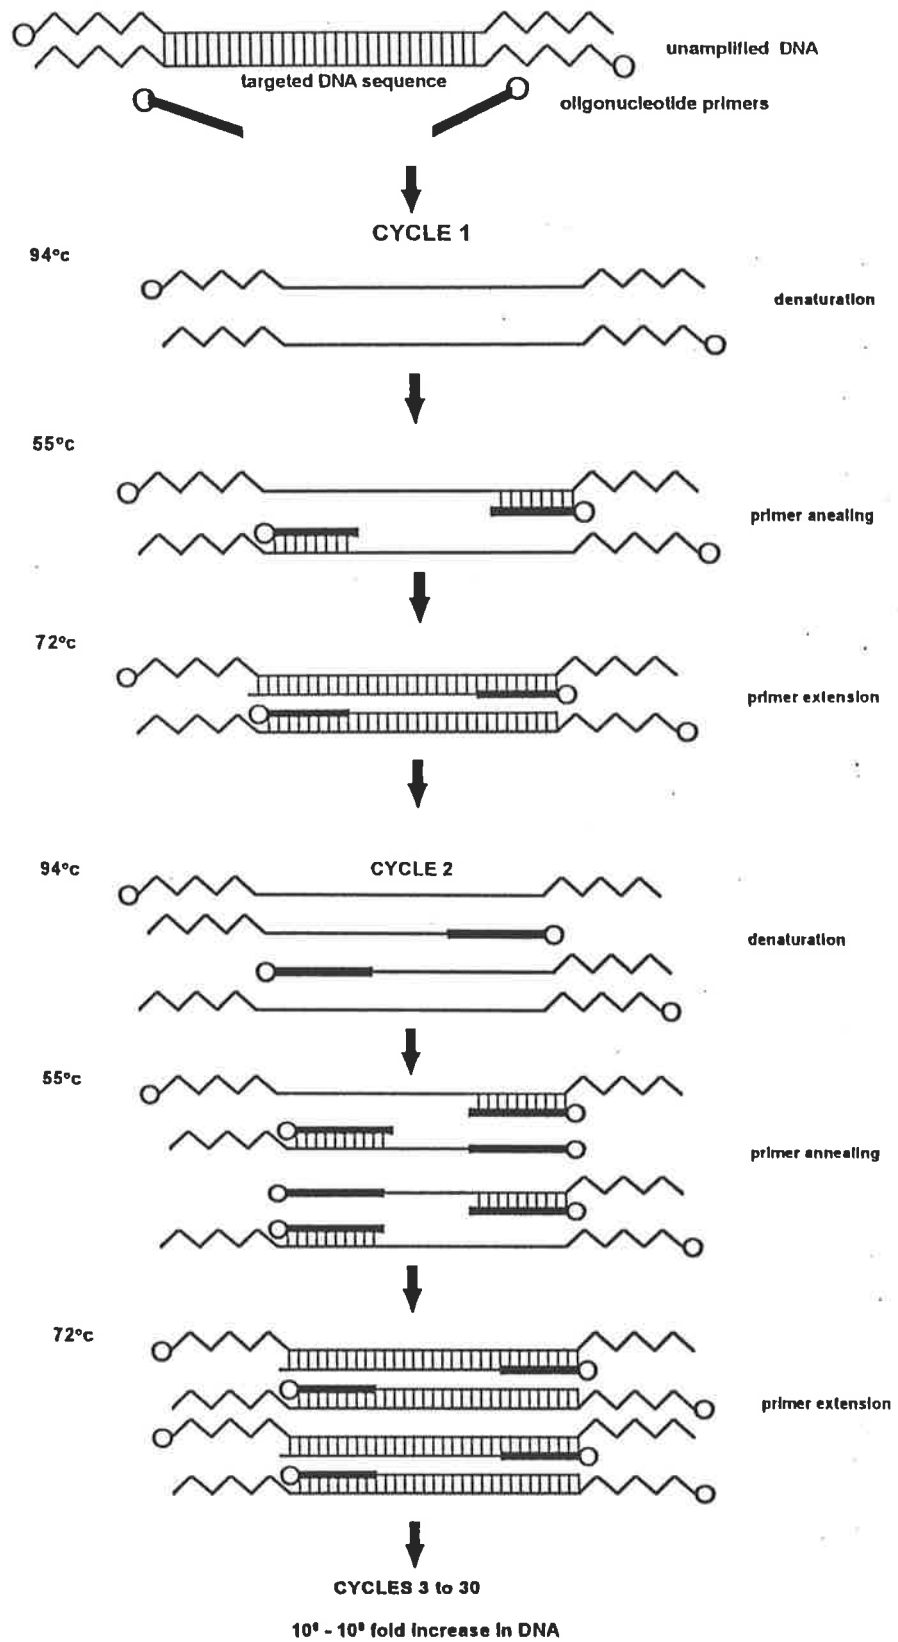 unamplified DNA
targeted DNA sequence
oligonucleotide primers
CYCLE 1
94°c
denaturation
55°c
primer anealing
72°c
primer extension
94°c
CYCLE 2
denaturation
55°c
primer annealing
72°c
primer extension
CYCLES 3 to 30
fold increase in DNA